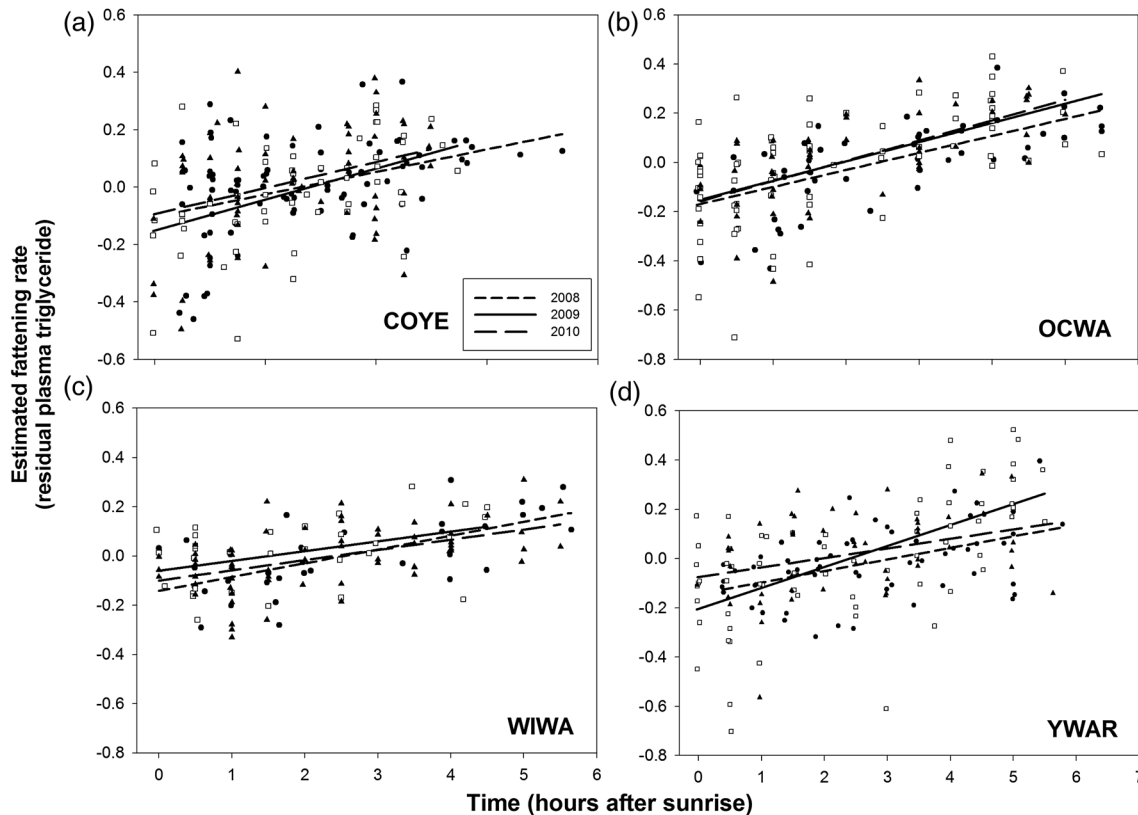 (a)
(b)
0.6
0.4
0.2
0.0
-0.2
-0.4
-0.6
COYE
2008
2009
2010
0.6
0.4
0.2
0.0
-0.2
-0.4
-0.6
-0.8
OCWA
Estimated fattening rate
(residual plasma triglyceride)
(c)
(d)
0.6
0.4
0.2
0.0
-0.2
-0.4
-0.6
-0.8
WIWA
0 1 2 3 4 5 6
0.6
0.4
0.2
0.0
-0.2
-0.4
-0.6
-0.8
YWAR
0 1 2 3 4 5 6 7
Time (hours after sunrise)